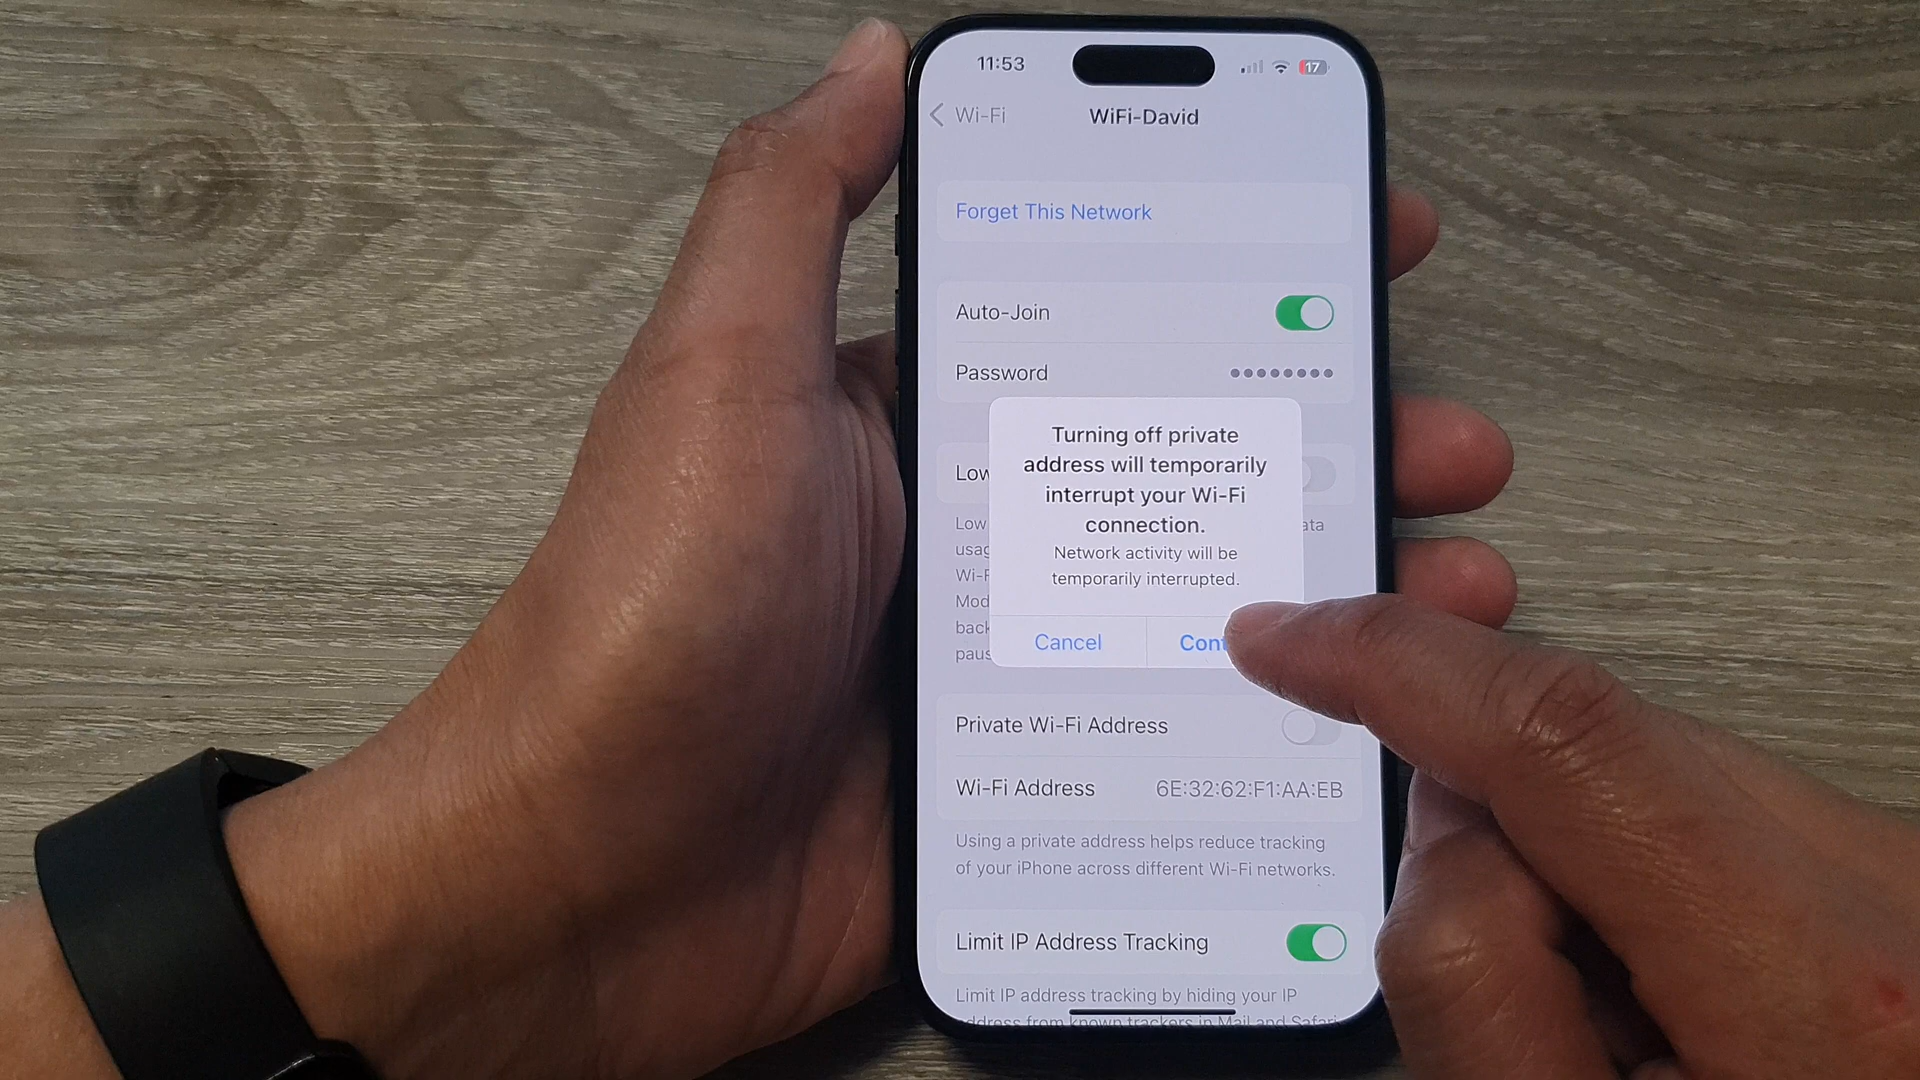 11:53
17
Wi-Fi
WiFi-David
Forget This Network
Auto-Join
Password ••••••••
Turning off private
address will temporarily
interrupt your Wi-Fi
connection.
Network activity will be
temporarily interrupted.
Cancel
Cont
Low
Low
ata
usag
Wi-F
Mod
back
paus
Private Wi-Fi Address
Wi-Fi Address 6E:32:62:F1:AA:EB
Using a private address helps reduce tracking
of your iPhone across different Wi-Fi networks.
Limit IP Address Tracking
Limit IP address tracking by hiding your IP
address from known trackers in Mail and Safari